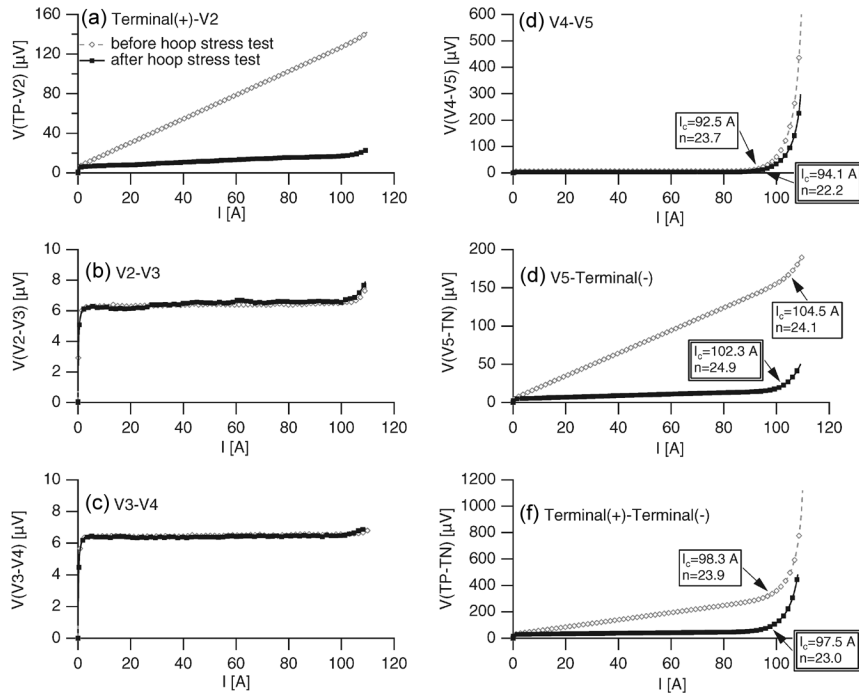 (a) Terminal(+)-V2
before hoop stress test
after hoop stress test
V(TP-V2) [µV]
160
120
80
40
0
0 20 40 60 80 100 120
I [A]
(b) V2-V3
V(V2-V3) [µV]
10
8
6
4
2
0
0 20 40 60 80 100 120
I [A]
(c) V3-V4
V(V3-V4) [µV]
10
8
6
4
2
0
0 20 40 60 80 100 120
I [A]
(d) V4-V5
V(V4-V5) [µV]
600
500
400
300
200
100
0
Ic=92.5 A
n=23.7
Ic=94.1 A
n=22.2
0 20 40 60 80 100 120
I [A]
(d) V5-Terminal(-)
V(V5-TN) [µV]
200
150
100
50
0
Ic=104.5 A
n=24.1
Ic=102.3 A
n=24.9
0 20 40 60 80 100 120
I [A]
(f) Terminal(+)-Terminal(-)
V(TP-TN) [µV]
1200
1000
800
600
400
200
0
Ic=98.3 A
n=23.9
Ic=97.5 A
n=23.0
0 20 40 60 80 100 120
I [A]